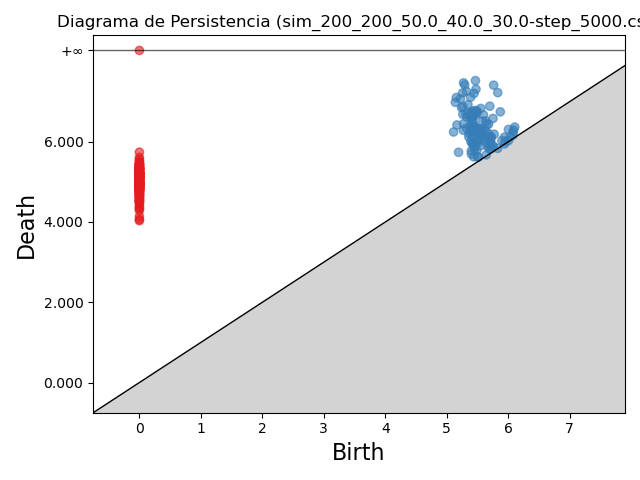 Diagrama de Persistencia (sim_200_200_50.0_40.0_30.0-step_5000.cs
Death
+∞
6.000
4.000
2.000
0.000
0 1 2 3 4 5 6 7
Birth